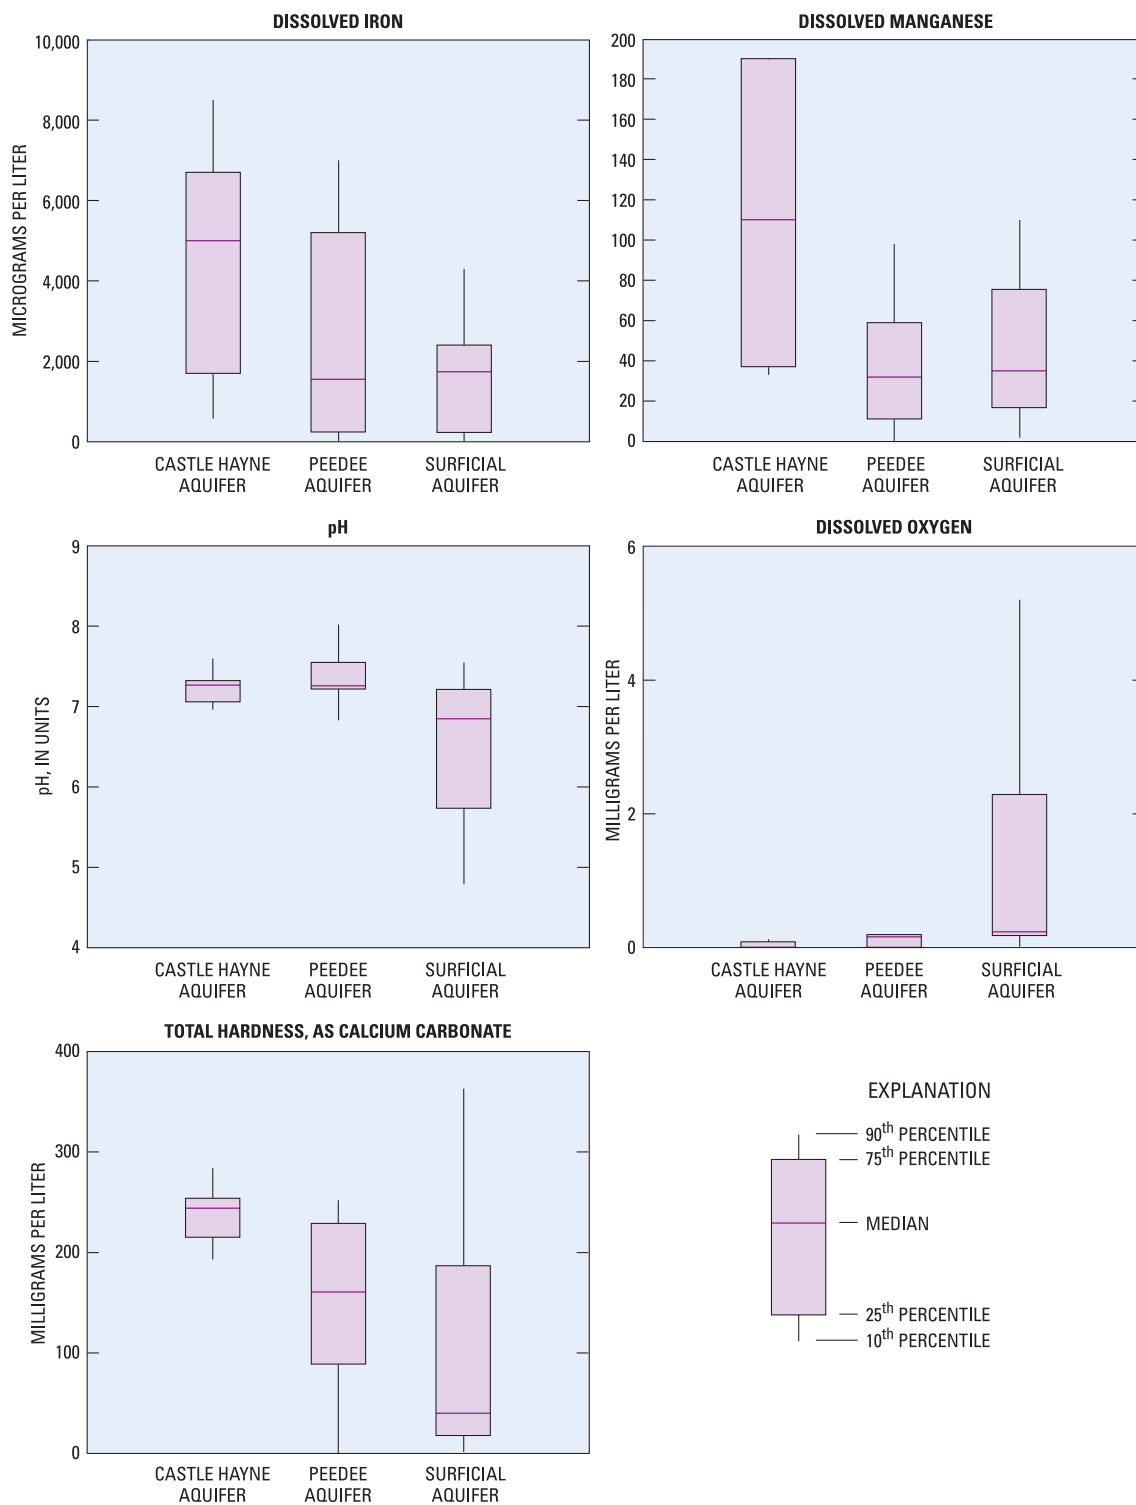 DISSOLVED IRON
10,000
8,000
6,000
4,000
2,000
0
MICROGRAMS PER LITER
CASTLE HAYNE
AQUIFER
PEEDEE
AQUIFER
SURFICIAL
AQUIFER
DISSOLVED MANGANESE
200
180
160
140
120
100
80
60
40
20
0
CASTLE HAYNE
AQUIFER
PEEDEE
AQUIFER
SURFICIAL
AQUIFER
pH
9
8
7
6
5
4
pH, IN UNITS
CASTLE HAYNE
AQUIFER
PEEDEE
AQUIFER
SURFICIAL
AQUIFER
DISSOLVED OXYGEN
6
4
2
0
MILLIGRAMS PER LITER
CASTLE HAYNE
AQUIFER
PEEDEE
AQUIFER
SURFICIAL
AQUIFER
TOTAL HARDNESS, AS CALCIUM CARBONATE
400
300
200
100
0
MILLIGRAMS PER LITER
CASTLE HAYNE
AQUIFER
PEEDEE
AQUIFER
SURFICIAL
AQUIFER
EXPLANATION
90th PERCENTILE
75th PERCENTILE
MEDIAN
25th PERCENTILE
10th PERCENTILE